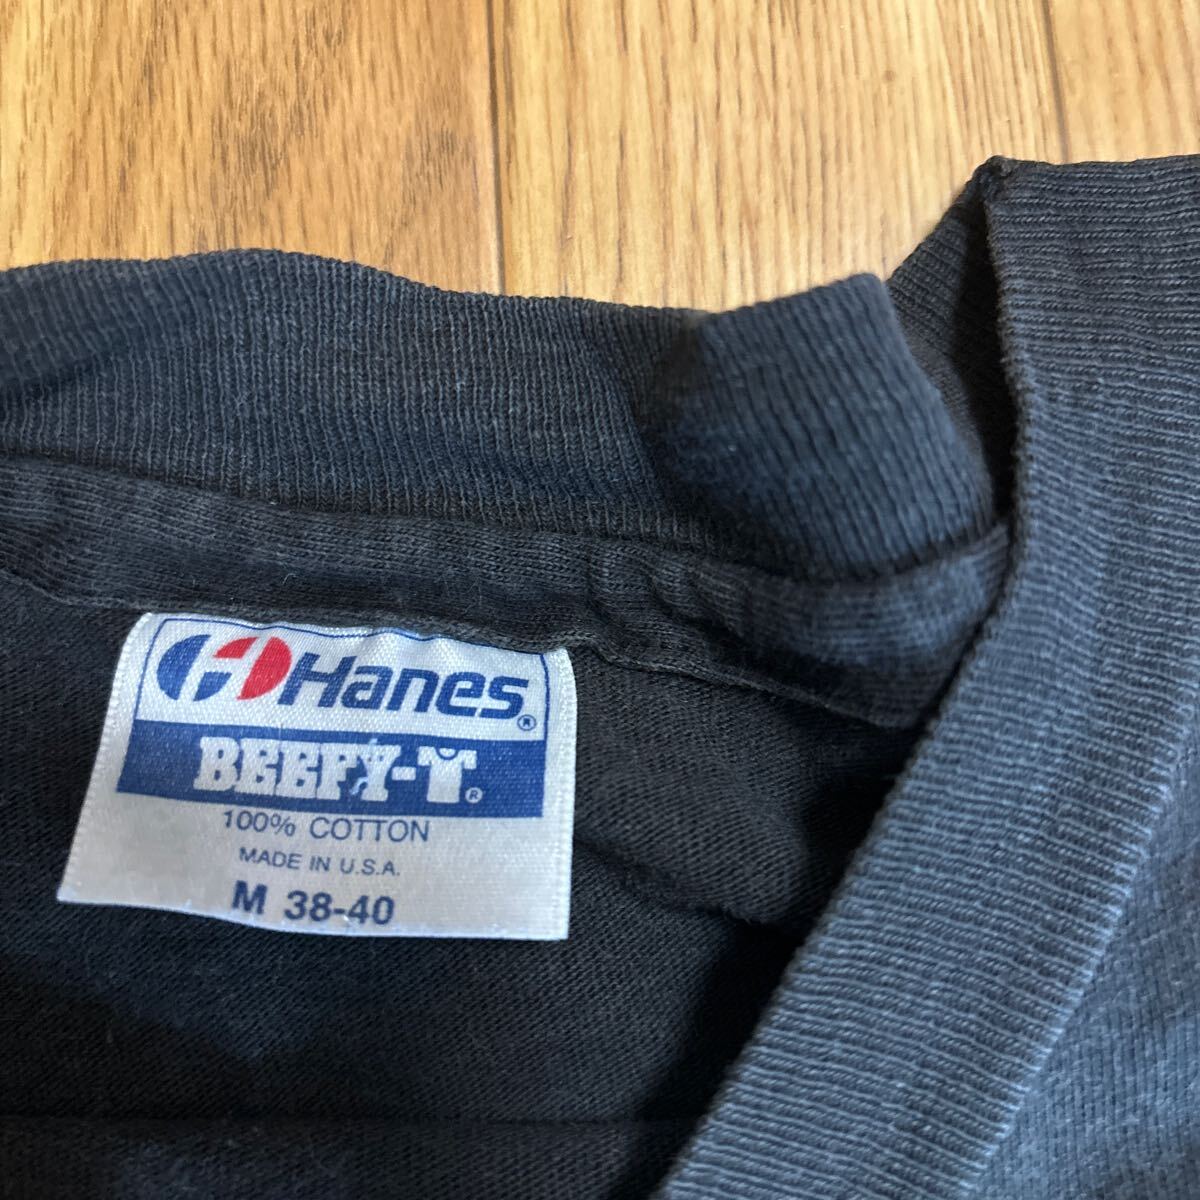 Hanes®
BEEFY-T®
100% COTTON
MADE IN U.S.A.
M 38-40